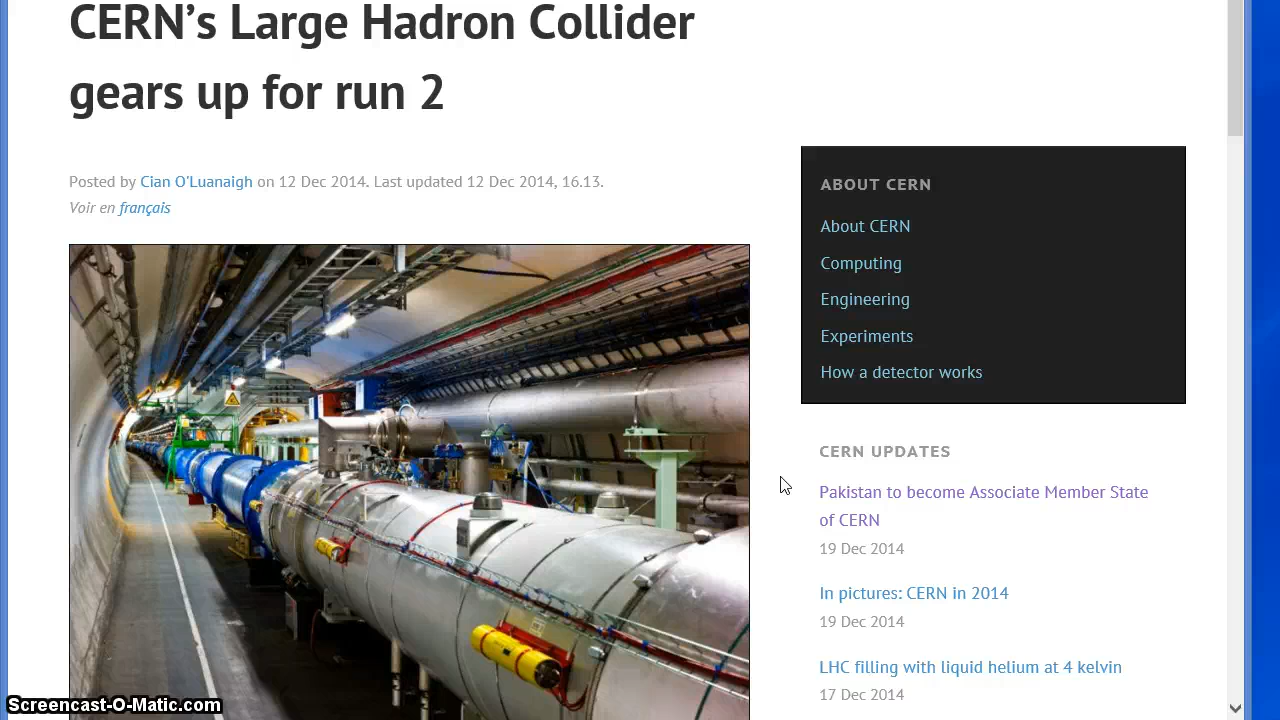 CERN’s Large Hadron Collider
gears up for run 2
Posted by Cian O'Luanaigh on 12 Dec 2014. Last updated 12 Dec 2014, 16.13.
Voir en français
ABOUT CERN
About CERN
Computing
Engineering
Experiments
How a detector works
CERN UPDATES
Pakistan to become Associate Member State
of CERN
19 Dec 2014
In pictures: CERN in 2014
19 Dec 2014
LHC filling with liquid helium at 4 kelvin
17 Dec 2014
Screencast-O-Matic.com